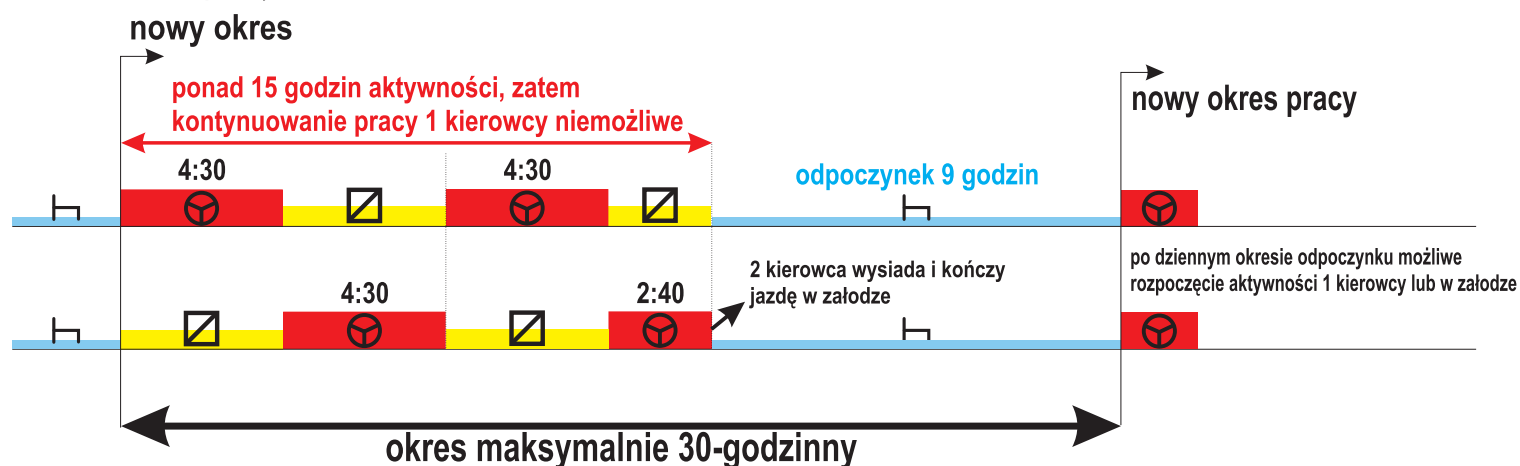 nowy okres
ponad 15 godzin aktywności, zatem
kontynuowanie pracy 1 kierowcy niemożliwe
nowy okres pracy
4:30
4:30
odpoczynek 9 godzin
po dziennym okresie odpoczynku możliwe
rozpoczęcie aktywności 1 kierowcy lub w załodze
2 kierowca wysiada i kończy
jazdę w załodze
4:30
2:40
okres maksymalnie 30-godzinny